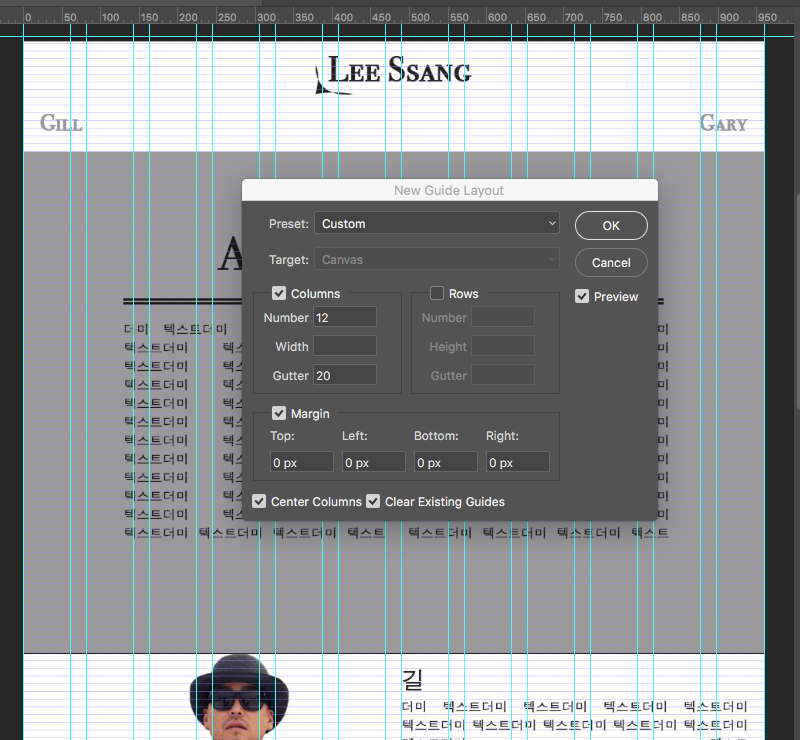 0 50 100 150 200 250 300 350 400 450 500 550 600 650 700 750 800 850 900 950
Lee Ssang
Gill Gary
New Guide Layout
Preset: Custom OK
Target: Canvas Cancel
Columns Rows Preview
Number 12 Number
Width Height
Gutter 20 Gutter
Margin
Top: Left: Bottom: Right:
0 px 0 px 0 px 0 px
Center Columns Clear Existing Guides
A
더미 텍스트더미 미
텍스트더미 텍 미
텍스트더미 텍 미
텍스트더미 텍 미
텍스트더미 텍 미
텍스트더미 텍 미
텍스트더미 텍 미
텍스트더미 텍 미
텍스트더미 텍 미
텍스트더미 텍 미
텍스트더미 텍 미
텍스트더미 텍스트더미 텍스트더미 텍스트 텍스트더미 텍스트더미 텍스트더미 텍스트
길
더미 텍스트더미 텍스트더미 텍스트더미 텍스트더미
텍스트더미 텍스트더미 텍스트더미 텍스트더미 텍스트더미